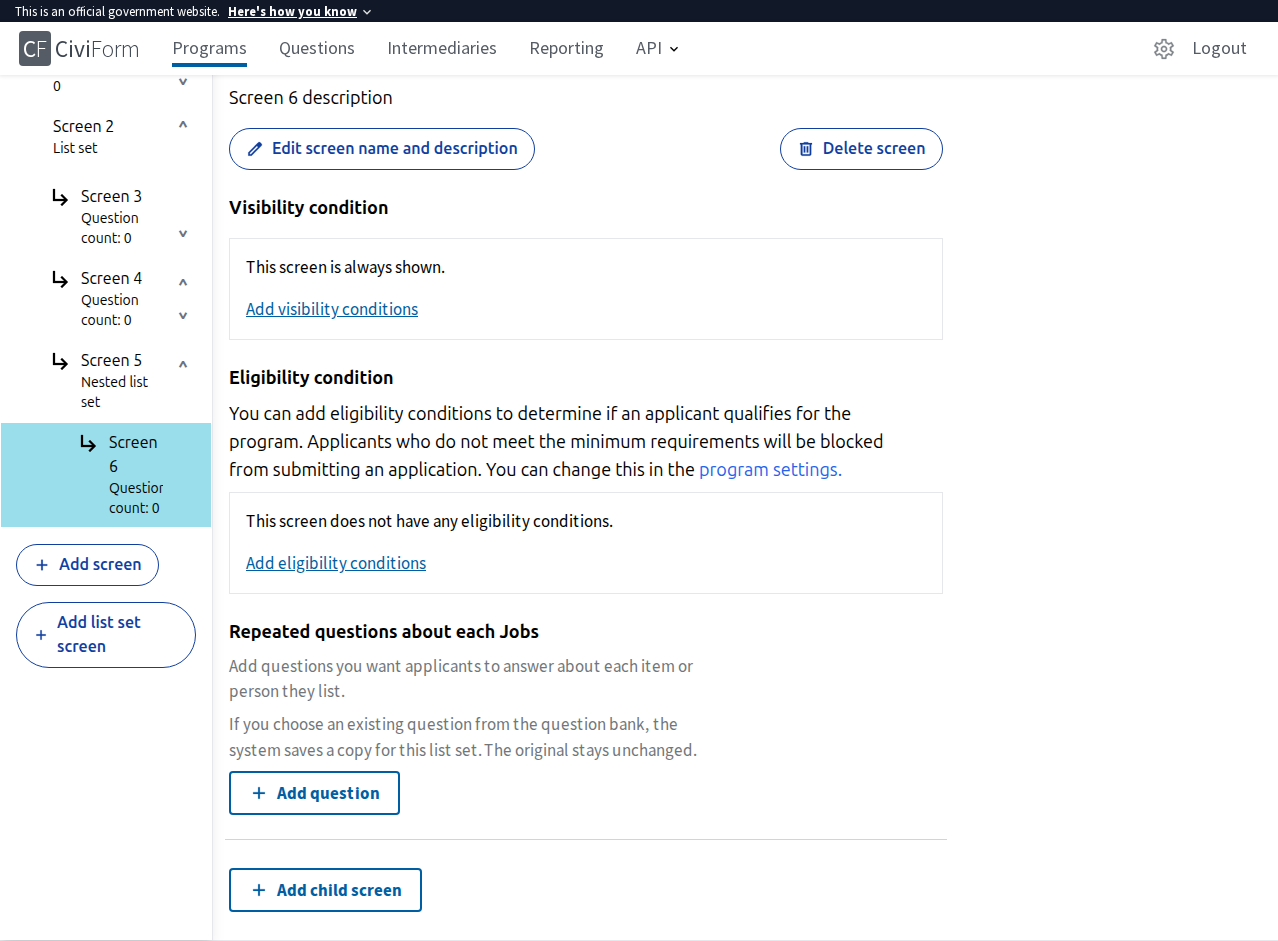 This is an official government website. Here's how you know
CF CiviForm Programs Questions Intermediaries Reporting API Logout
0
Screen 2
List set
Screen 3
Question
count: 0
Screen 4
Question
count: 0
Screen 5
Nested list
set
Screen
6
Question
count: 0
Add screen
Add list set
screen
Screen 6 description
Edit screen name and description
Delete screen
Visibility condition
This screen is always shown.
Add visibility conditions
Eligibility condition
You can add eligibility conditions to determine if an applicant qualifies for the
program. Applicants who do not meet the minimum requirements will be blocked
from submitting an application. You can change this in the program settings.
This screen does not have any eligibility conditions.
Add eligibility conditions
Repeated questions about each Jobs
Add questions you want applicants to answer about each item or
person they list.
If you choose an existing question from the question bank, the
system saves a copy for this list set. The original stays unchanged.
Add question
Add child screen